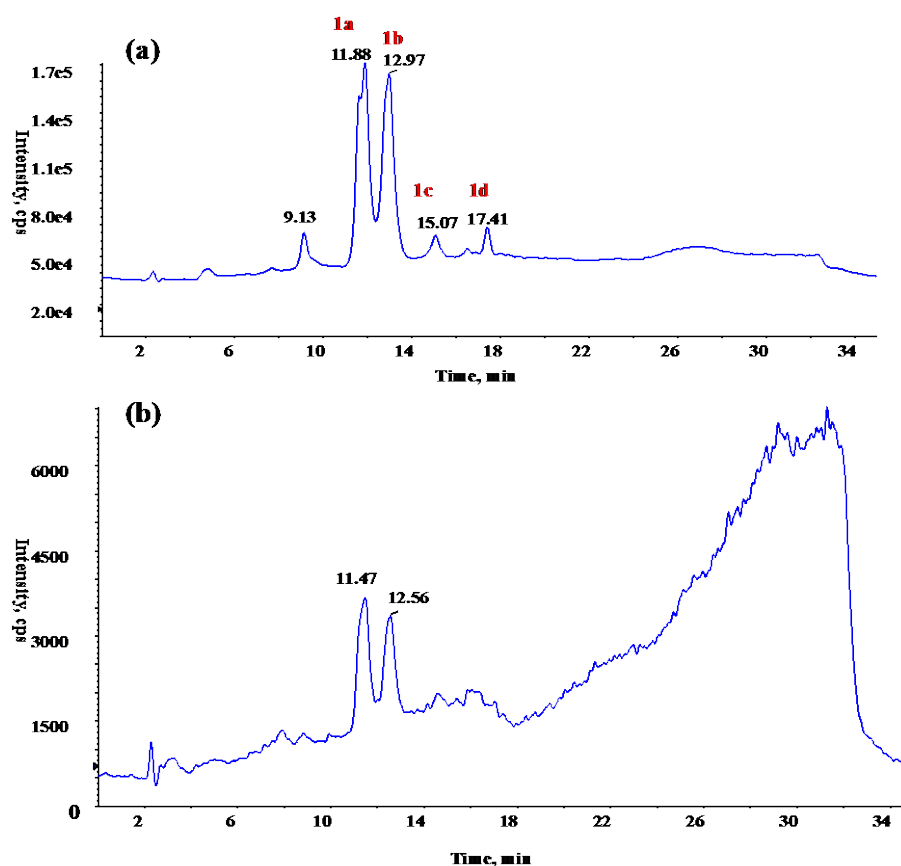 (a)
1a
1b
11.88
12.97
1.7e5
1.4e5
1.1e5
8.0e4
5.0e4
2.0e4
Intensity, cps
9.13
1c
15.07
1d
17.41
2 6 10 14 18 22 26 30 34
Time, min
(b)
6000
4500
3000
1500
0
Intensity, cps
11.47
12.56
2 6 10 14 18 22 26 30 34
Time, min